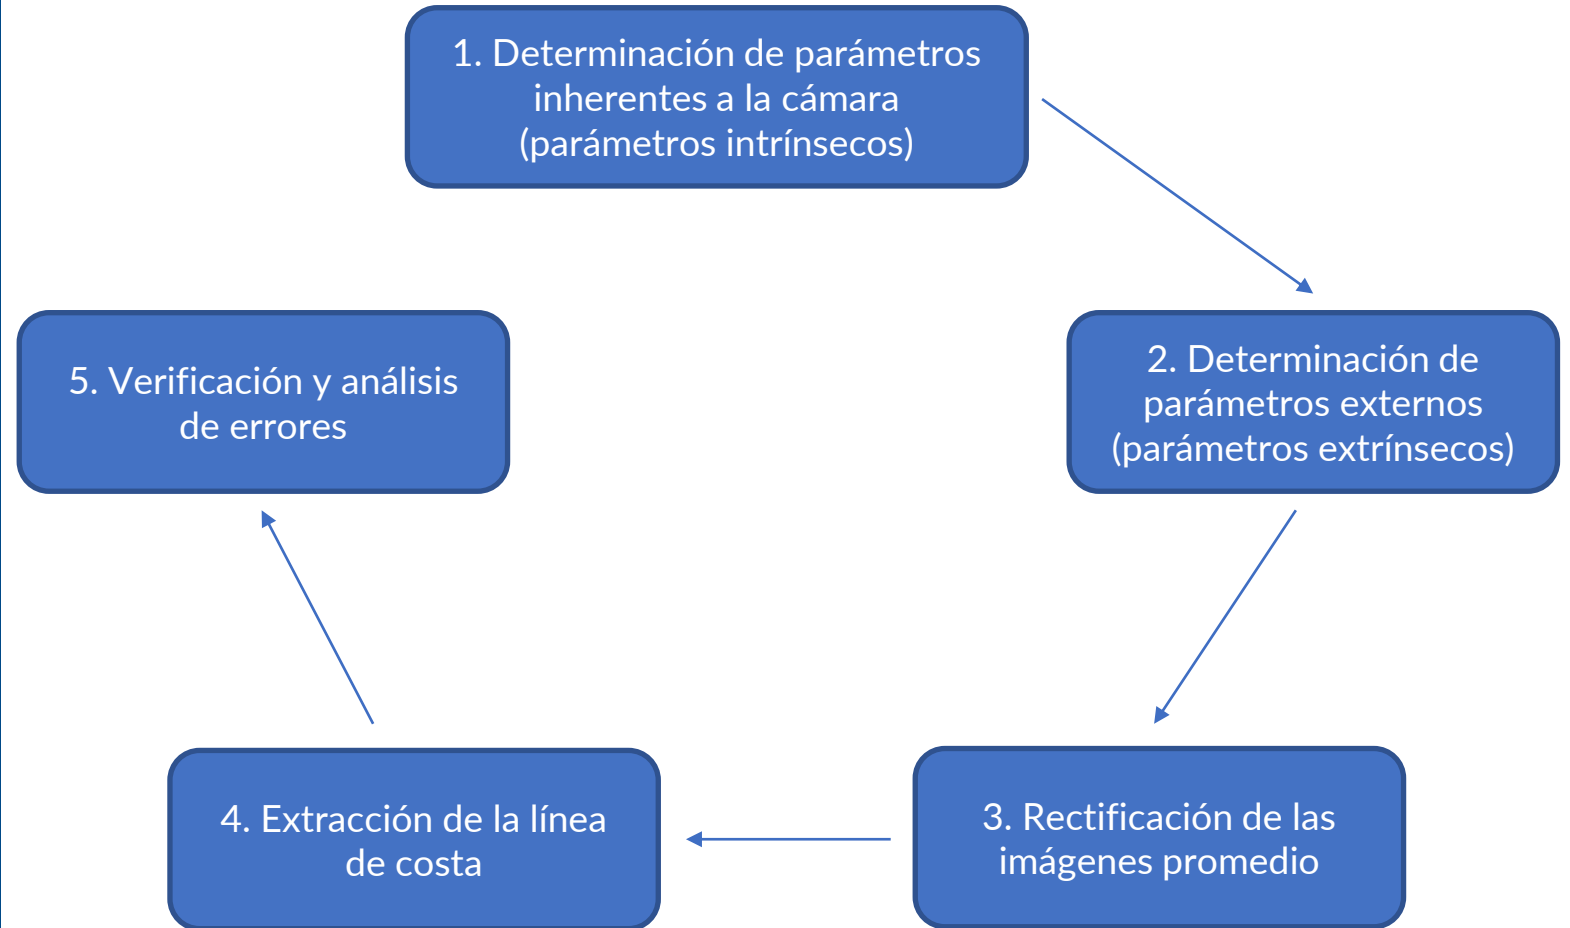 1. Determinación de parámetros
inherentes a la cámara
(parámetros intrínsecos)
2. Determinación de
parámetros externos
(parámetros extrínsecos)
3. Rectificación de las
imágenes promedio
4. Extracción de la línea
de costa
5. Verificación y análisis
de errores